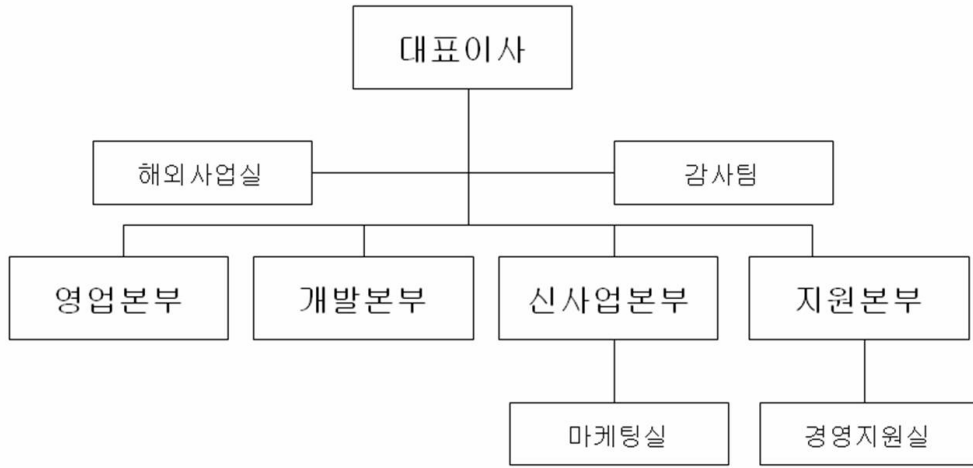 대표이사
해외사업실
감사팀
영업본부
개발본부
신사업본부
지원본부
마케팅실
경영지원실